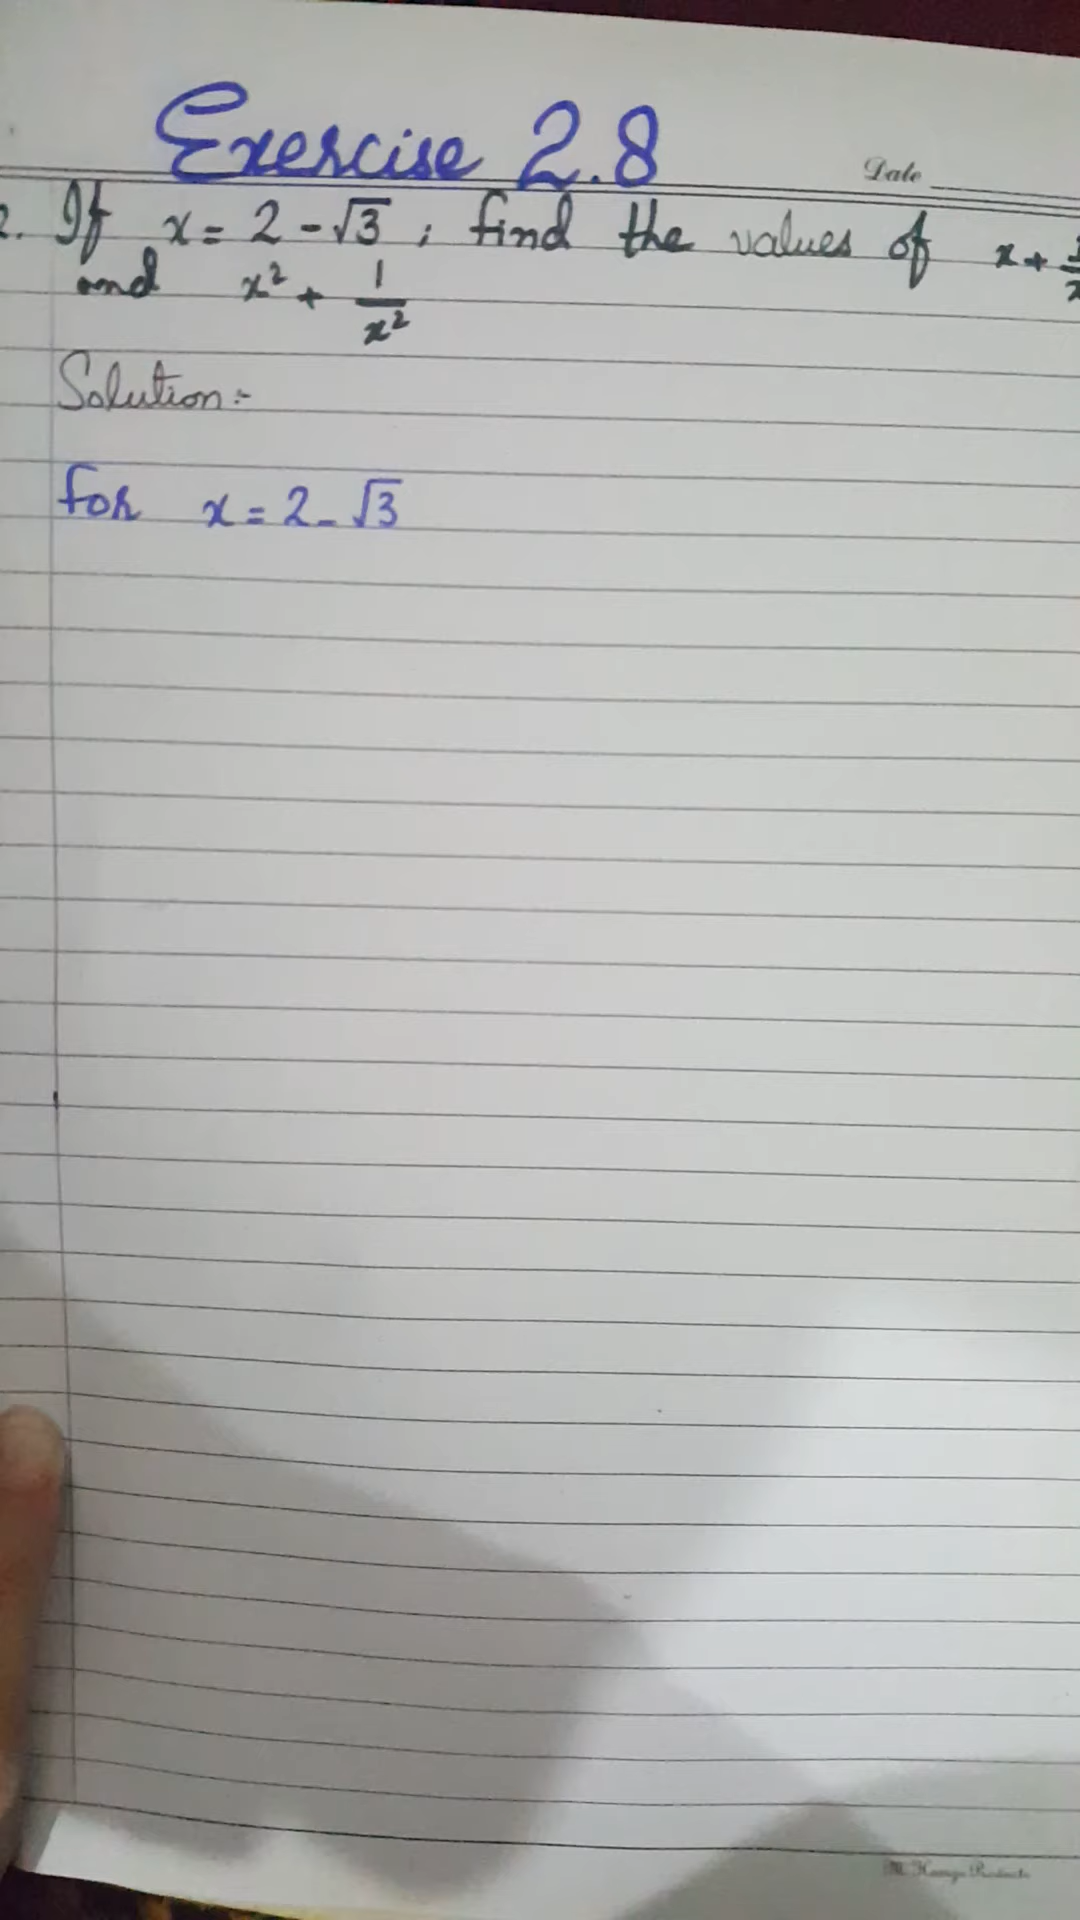 Exercise 2.8
Date
2. If x = 2 - √3 ; find the values of x + 1/x
and x² + 1/x²
Solution:-
For x = 2 - √3